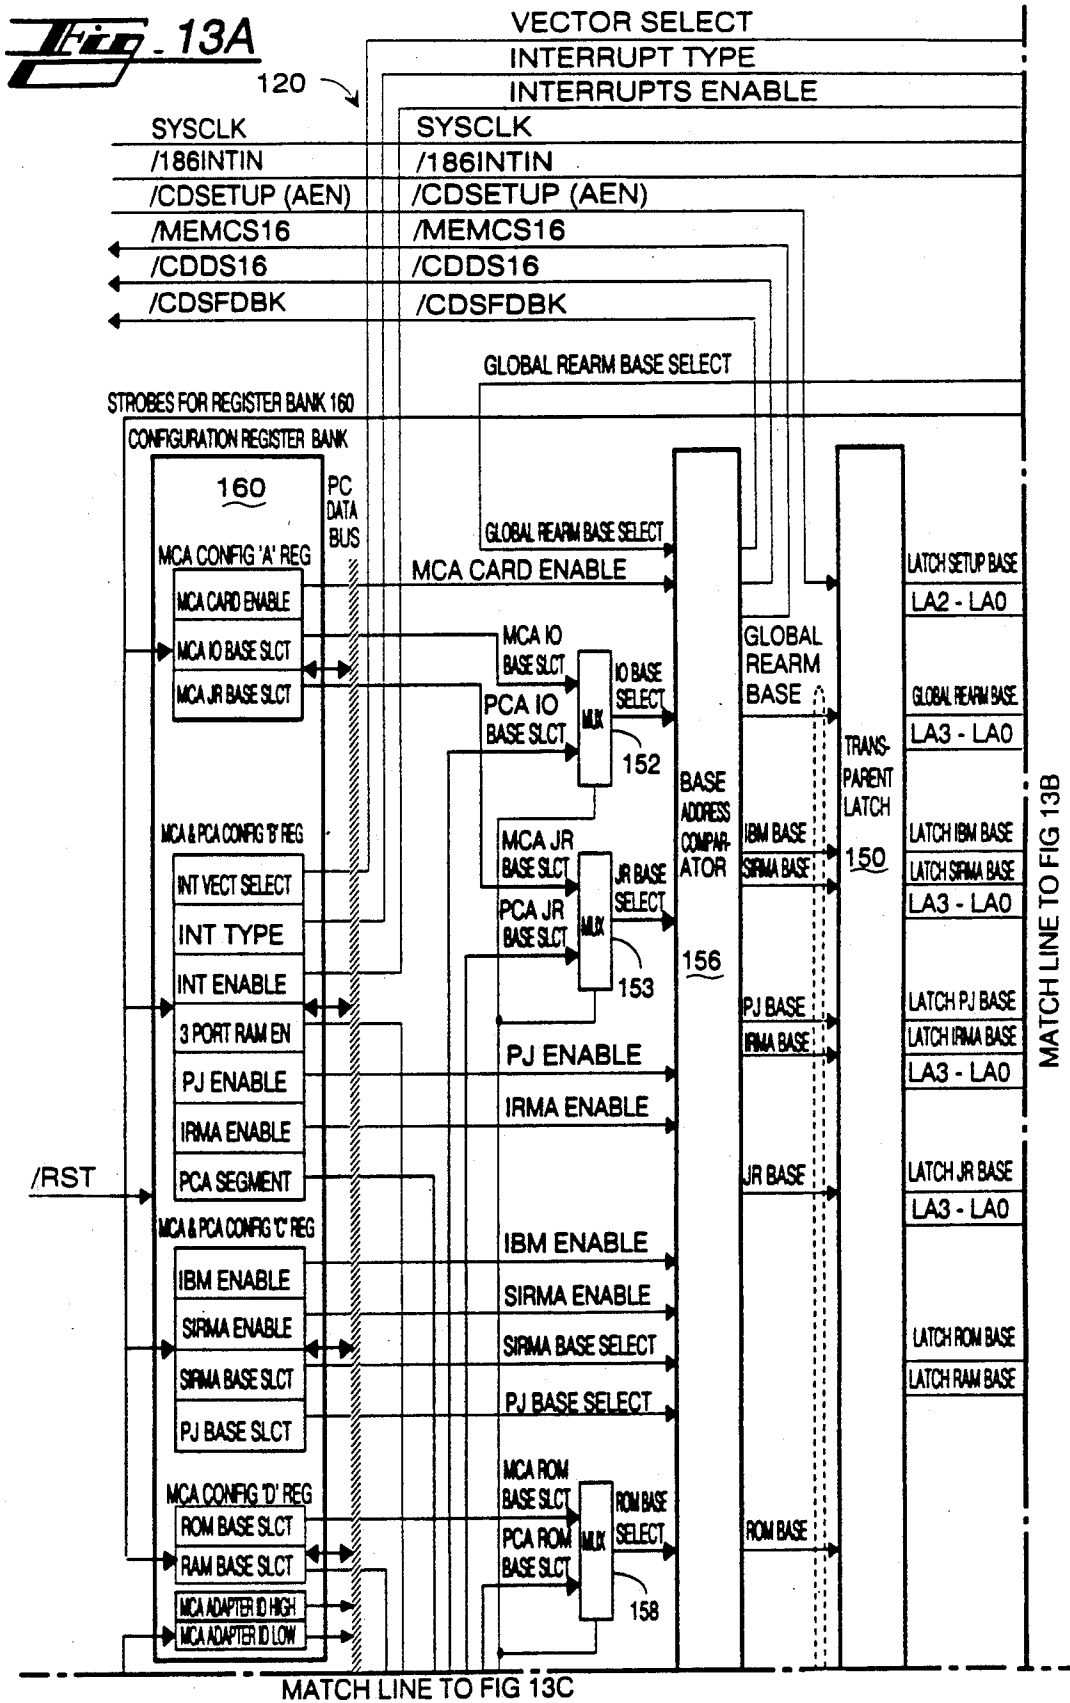 Fig. 13A
120
VECTOR SELECT
INTERRUPT TYPE
INTERRUPTS ENABLE
SYSCLK
SYSCLK
/186INTIN
/186INTIN
/CDSETUP (AEN)
/CDSETUP (AEN)
/MEMCS16
/MEMCS16
/CDDS16
/CDDS16
/CDSFDBK
/CDSFDBK
GLOBAL REARM BASE SELECT
STROBES FOR REGISTER BANK 160
CONFIGURATION REGISTER BANK
160
PC
DATA
BUS
MCA CONFIG 'A' REG
MCA CARD ENABLE
MCA IO BASE SLCT
MCA JR BASE SLCT
MCA & PCA CONFIG 'B' REG
INT VECT SELECT
INT TYPE
INT ENABLE
3 PORT RAM EN
PJ ENABLE
IRMA ENABLE
PCA SEGMENT
/RST
MCA & PCA CONFIG 'C' REG
IBM ENABLE
SIRMA ENABLE
SIRMA BASE SLCT
PJ BASE SLCT
MCA CONFIG 'D' REG
ROM BASE SLCT
RAM BASE SLCT
MCA ADAPTER ID HIGH
MCA ADAPTER ID LOW
GLOBAL REARM BASE SELECT
MCA CARD ENABLE
MCA IO
BASE SLCT
PCA IO
BASE SLCT
MUX
IO BASE
SELECT
152
MCA JR
BASE SLCT
PCA JR
BASE SLCT
MUX
JR BASE
SELECT
153
PJ ENABLE
IRMA ENABLE
IBM ENABLE
SIRMA ENABLE
SIRMA BASE SELECT
PJ BASE SELECT
MCA ROM
BASE SLCT
PCA ROM
BASE SLCT
MUX
ROM BASE
SELECT
158
BASE
ADDRESS
COMPAR-
ATOR
156
GLOBAL
REARM
BASE
IBM BASE
SIRMA BASE
PJ BASE
IRMA BASE
JR BASE
ROM BASE
TRANS-
PARENT
LATCH
150
LATCH SETUP BASE
LA2 - LA0
GLOBAL REARM BASE
LA3 - LA0
LATCH IBM BASE
LATCH SIRMA BASE
LA3 - LA0
LATCH PJ BASE
LATCH IRMA BASE
LA3 - LA0
LATCH JR BASE
LA3 - LA0
LATCH ROM BASE
LATCH RAM BASE
MATCH LINE TO FIG 13B
MATCH LINE TO FIG 13C